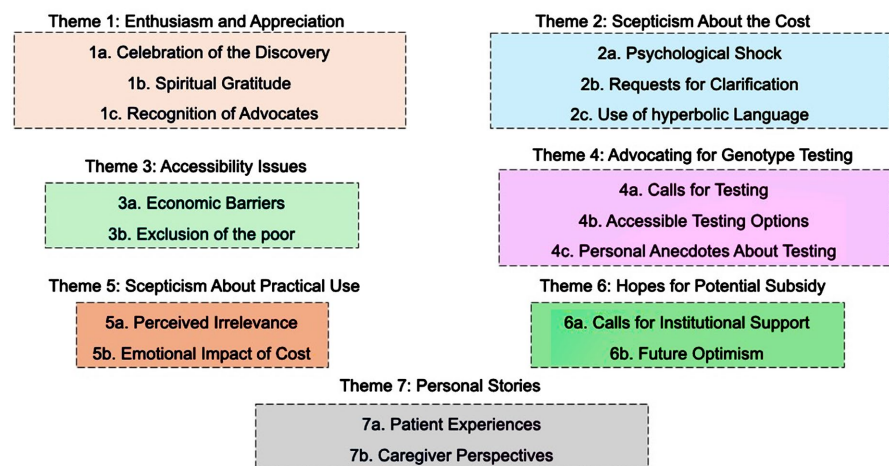 Theme 1: Enthusiasm and Appreciation
1a. Celebration of the Discovery
1b. Spiritual Gratitude
1c. Recognition of Advocates
Theme 2: Scepticism About the Cost
2a. Psychological Shock
2b. Requests for Clarification
2c. Use of hyperbolic Language
Theme 3: Accessibility Issues
3a. Economic Barriers
3b. Exclusion of the poor
Theme 4: Advocating for Genotype Testing
4a. Calls for Testing
4b. Accessible Testing Options
4c. Personal Anecdotes About Testing
Theme 5: Scepticism About Practical Use
5a. Perceived Irrelevance
5b. Emotional Impact of Cost
Theme 6: Hopes for Potential Subsidy
6a. Calls for Institutional Support
6b. Future Optimism
Theme 7: Personal Stories
7a. Patient Experiences
7b. Caregiver Perspectives